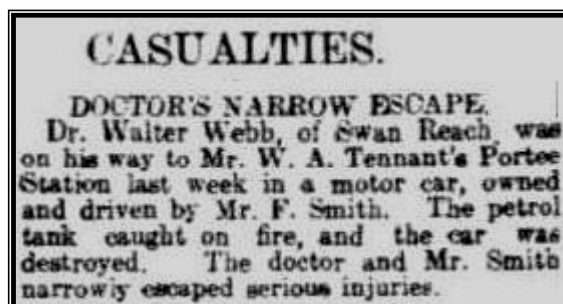 CASUALTIES.
DOCTOR'S NARROW ESCAPE.
Dr. Walter Webb, of Swan Reach, was
on his way to Mr. W. A. Tennant's Portee
Station last week in a motor car, owned
and driven by Mr. F. Smith. The petrol
tank caught on fire, and the car was
destroyed. The doctor and Mr. Smith
narrowly escaped serious injuries.